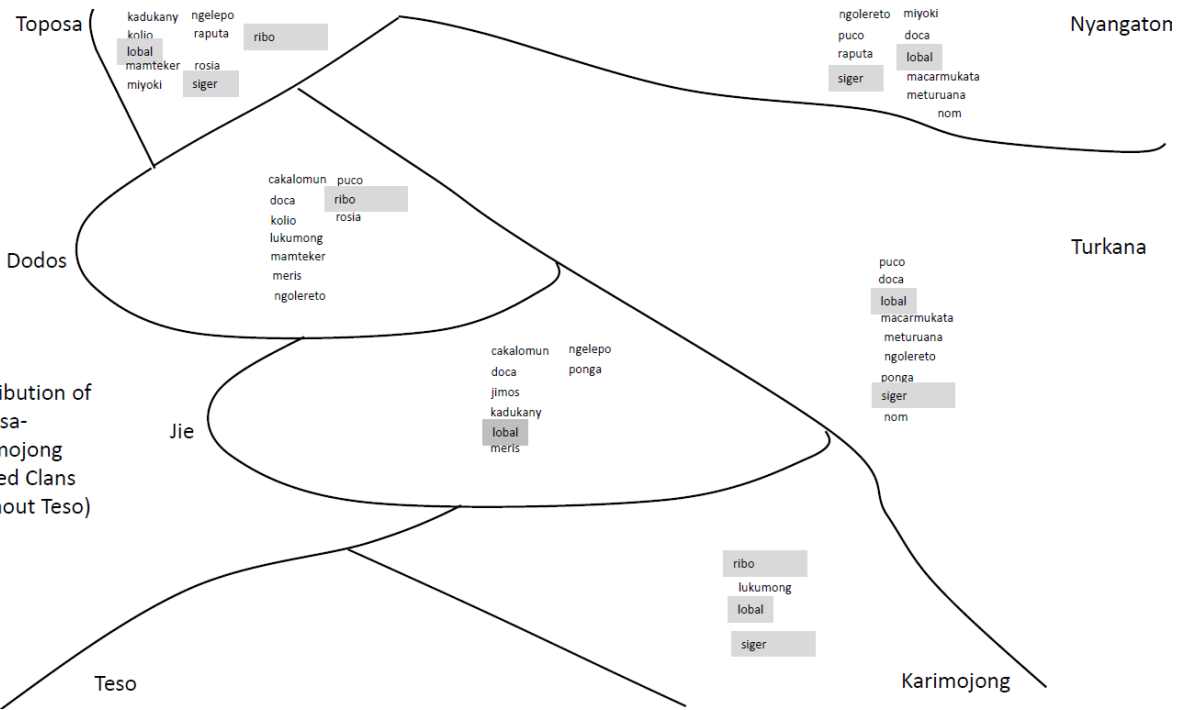 Toposa
kadukany
ngelepo
kolio
raputa
ribo
lobal
mamteker
rosia
miyoki
siger
ngolereto
miyoki
puco
doca
raputa
lobal
siger
macarmukata
meturuana
nom
Nyangaton
cakalomun
puco
doca
ribo
kolio
rosia
lukumong
mamteker
meris
ngolereto
Dodos
Turkana
puco
doca
lobal
macarmukata
meturuana
ngolereto
ponga
siger
nom
cakalomun
ngelepo
doca
ponga
jimos
kadukany
lobal
meris
Jie
ibution of
sa-
nojong
ed Clans
nout Teso)
ribo
lukumong
lobal
siger
Teso
Karimojong